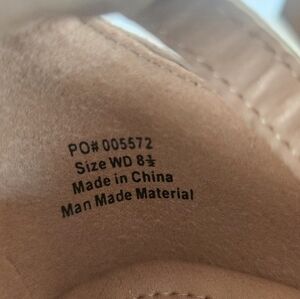 PO# 005572
Size WD 8½
Made in China
Man Made Material